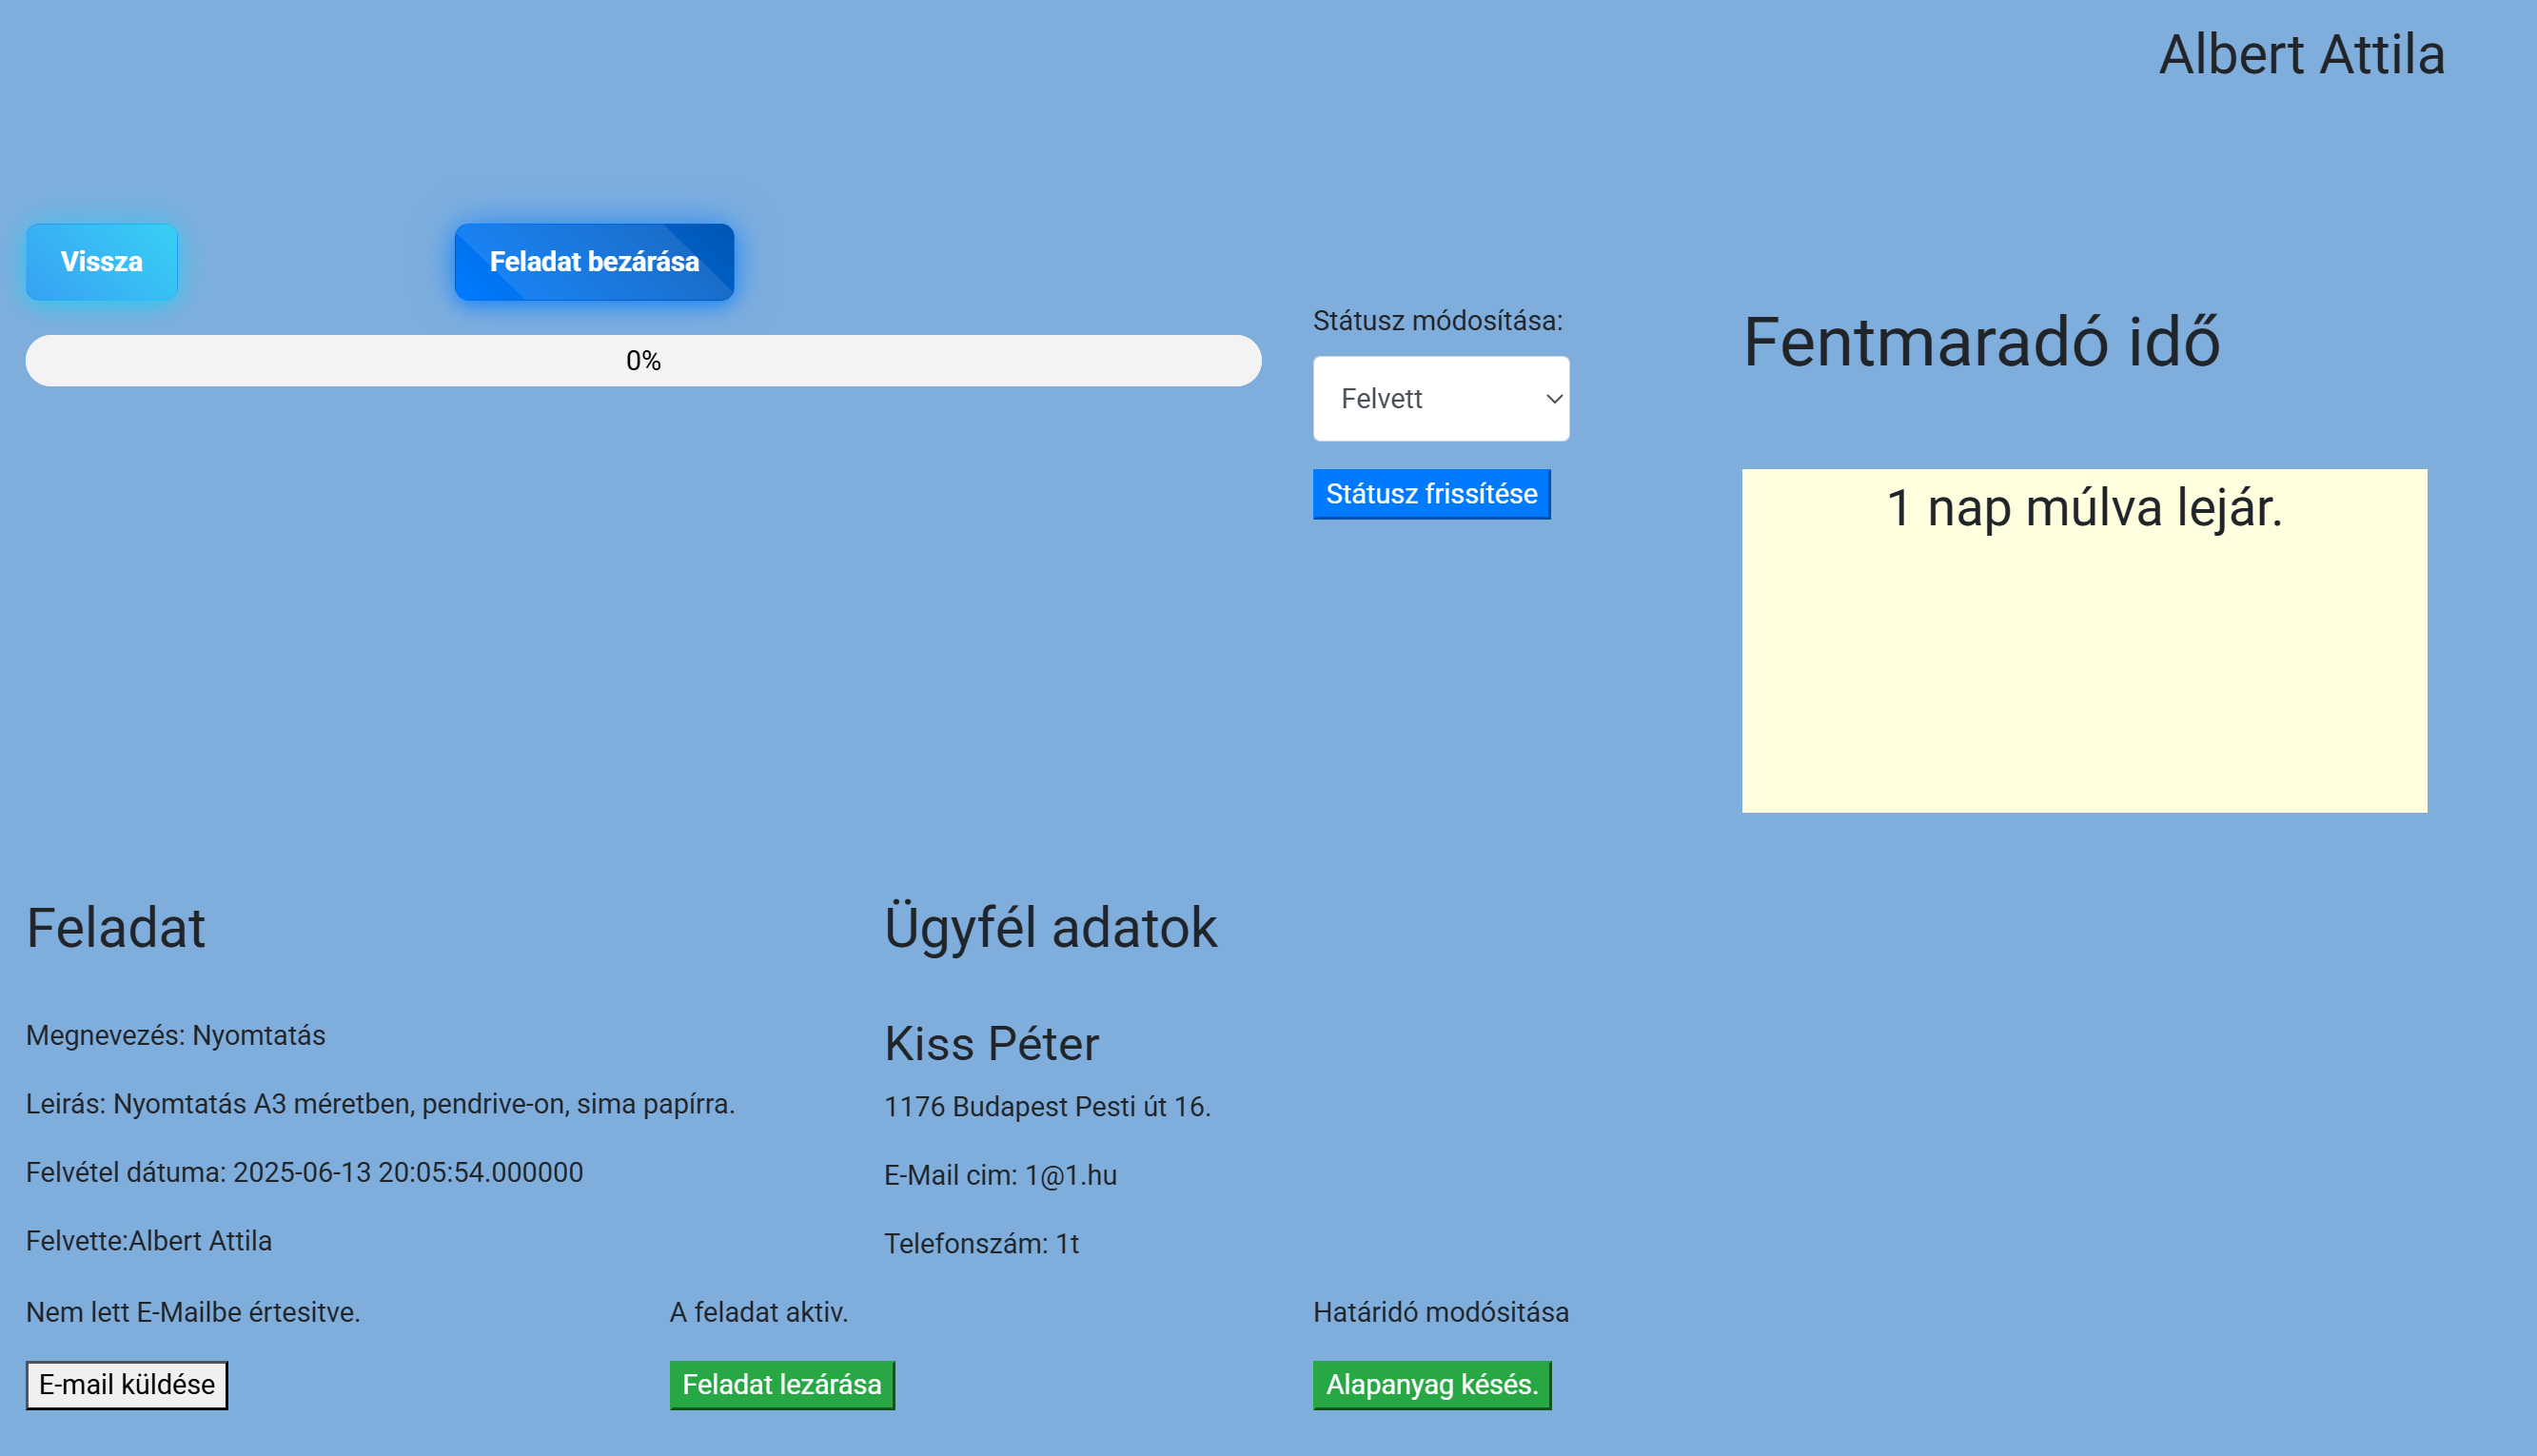 Albert Attila
Vissza
Feladat bezárása
0%
Státusz módosítása:
Felvett
Státusz frissítése
Fentmaradó idő
1 nap múlva lejár.
Feladat
Megnevezés: Nyomtatás
Leirás: Nyomtatás A3 méretben, pendrive-on, sima papírra.
Felvétel dátuma: 2025-06-13 20:05:54.000000
Felvette:Albert Attila
Ügyfél adatok
Kiss Péter
1176 Budapest Pesti út 16.
E-Mail cim: 1@1.hu
Telefonszám: 1t
Nem lett E-Mailbe értesitve.
E-mail küldése
A feladat aktiv.
Feladat lezárása
Határidó modósitása
Alapanyag késés.